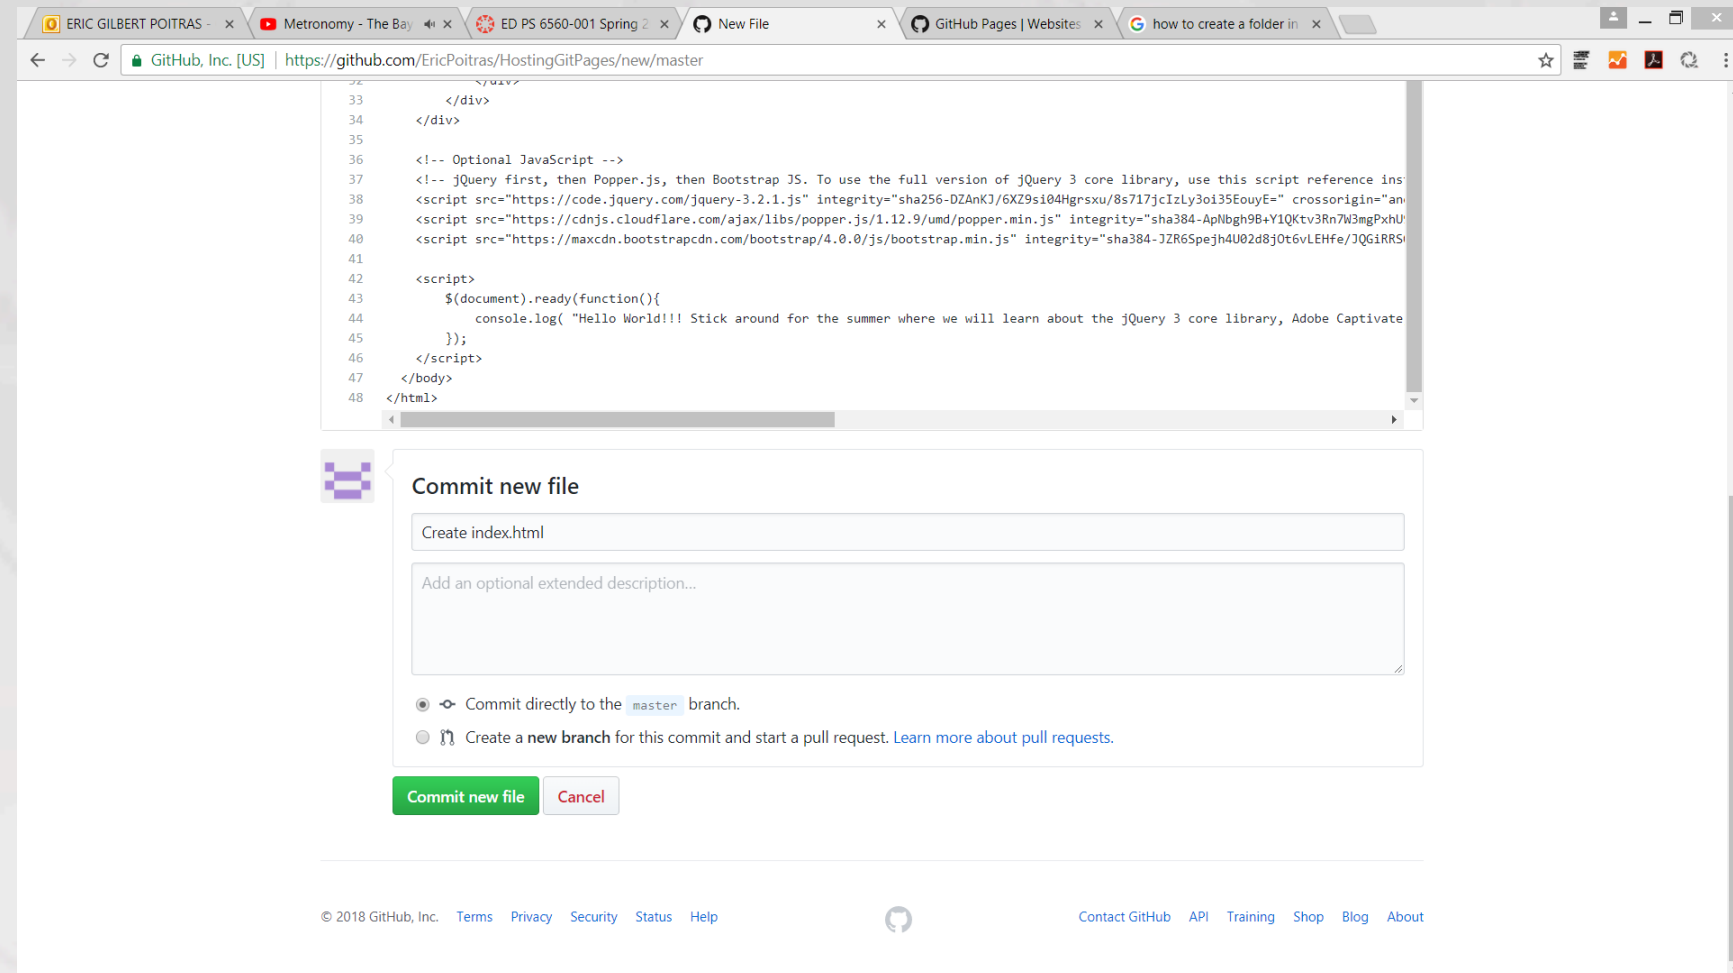 ERIC GILBERT POITRAS -
Metronomy - The Bay
ED PS 6560-001 Spring 2
New File
GitHub Pages | Websites
how to create a folder in
GitHub, Inc. [US]
https://github.com/EricPoitras/HostingGitPages/new/master
32 </div>
33 </div>
34 </div>
35
36 <!-- Optional JavaScript -->
37 <!-- jQuery first, then Popper.js, then Bootstrap JS. To use the full version of jQuery 3 core library, use this script reference ins
38 <script src="https://code.jquery.com/jquery-3.2.1.js" integrity="sha256-DZAnKJ/6XZ9si04Hgrsxu/8s717jcIzLy3oi35EouyE=" crossorigin="an
39 <script src="https://cdnjs.cloudflare.com/ajax/libs/popper.js/1.12.9/umd/popper.min.js" integrity="sha384-ApNbgh9B+Y1QKtv3Rn7W3mgPxhU
40 <script src="https://maxcdn.bootstrapcdn.com/bootstrap/4.0.0/js/bootstrap.min.js" integrity="sha384-JZR6Spejh4U02d8jOt6vLEHfe/JQGiRRS
41
42 <script>
43 $(document).ready(function(){
44 console.log( "Hello World!!! Stick around for the summer where we will learn about the jQuery 3 core library, Adobe Captivate
45 });
46 </script>
47 </body>
48 </html>
Commit new file
Create index.html
Add an optional extended description...
Commit directly to the master branch.
Create a new branch for this commit and start a pull request. Learn more about pull requests.
Commit new file
Cancel
© 2018 GitHub, Inc. Terms Privacy Security Status Help
Contact GitHub API Training Shop Blog About